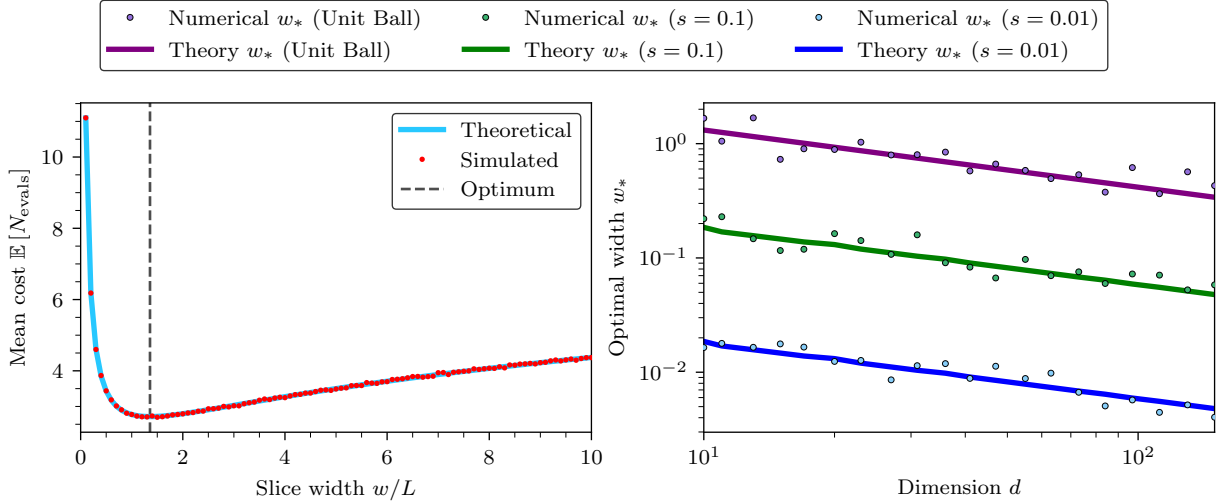 Numerical w∗ (Unit Ball)
Theory w∗ (Unit Ball)
Numerical w∗ (s = 0.1)
Theory w∗ (s = 0.1)
Numerical w∗ (s = 0.01)
Theory w∗ (s = 0.01)
Mean cost 𝔼 [N_evals]
10
8
6
4
Theoretical
Simulated
Optimum
0 2 4 6 8 10
Slice width w/L
Optimal width w∗
10⁰
10⁻¹
10⁻²
10¹ 10²
Dimension d